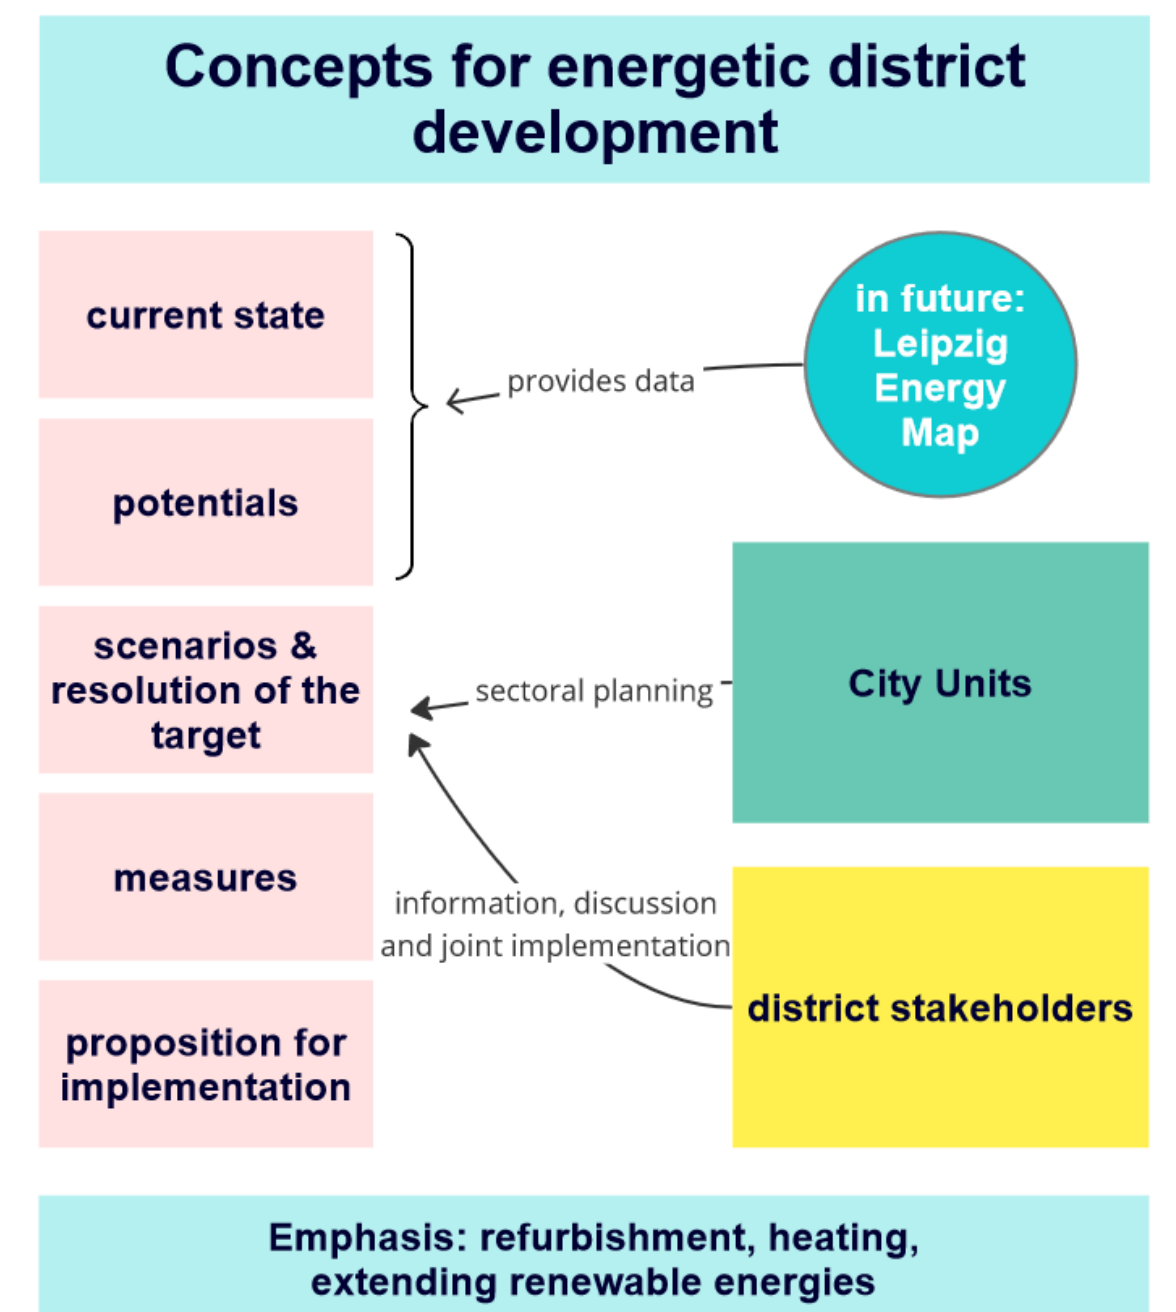 Concepts for energetic district
development
current state
potentials
scenarios &
resolution of the
target
measures
proposition for
implementation
provides data
in future:
Leipzig
Energy
Map
sectoral planning
City Units
information, discussion
and joint implementation
district stakeholders
Emphasis: refurbishment, heating,
extending renewable energies